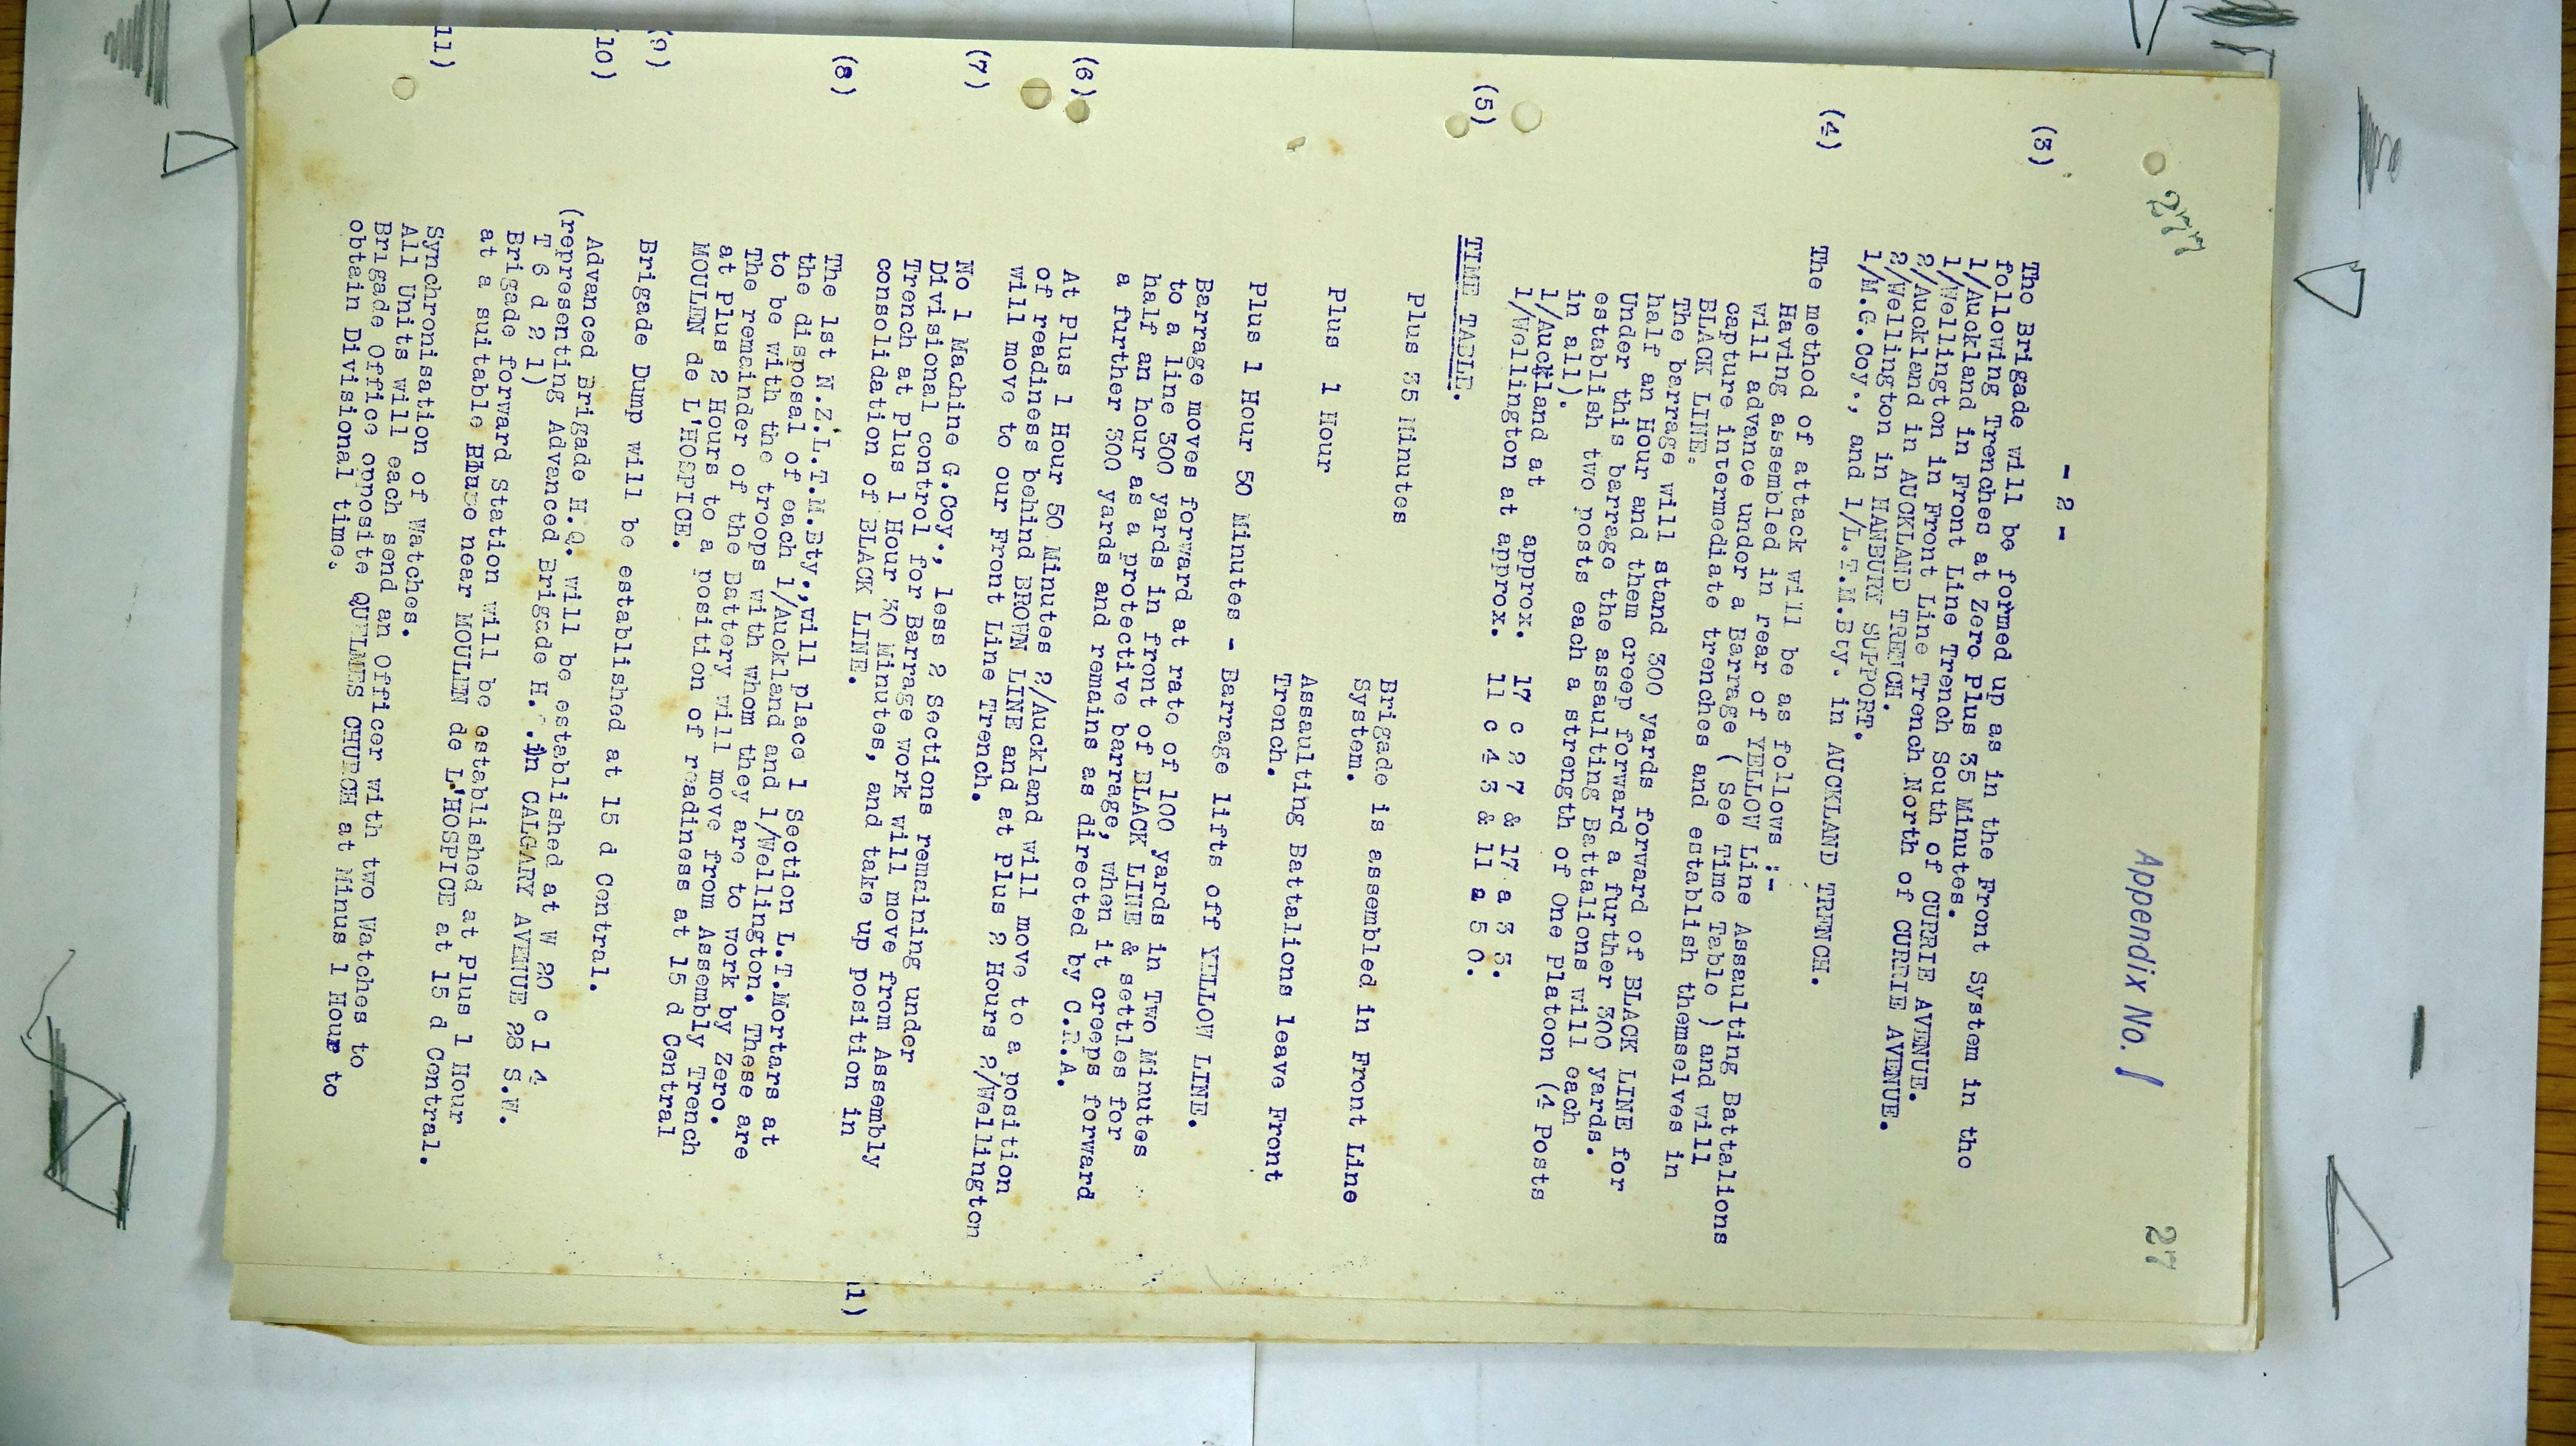 277
Appendix No. 1
27
- 2 -
(3) The Brigade will be formed up as in the Front System in the
following Trenches at Zero plus 35 Minutes.
1/Auckland in Front Line Trench South of CURRIE AVENUE.
1/Wellington in Front Line Trench North of CURRIE AVENUE.
2/Auckland in AUCKLAND TRENCH.
2/Wellington in HANBURY SUPPORT.
1/M.G.Coy., and 1/L.T.M.Bty. in AUCKLAND TRENCH.
(4) The method of attack will be as follows :-
Having assembled in rear of YELLOW Line Assaulting Battalions
will advance under a Barrage ( See Time Table ) and will
capture intermediate trenches and establish themselves in
BLACK LINE.
The barrage will stand 300 yards forward of BLACK LINE for
half an Hour and them creep forward a further 300 yards.
Under this barrage the assaulting Battalions will each
establish two posts each a strength of One Platoon (4 Posts
in all).
1/Auckland at approx. 17 c 2 7 & 17 a 3 3.
1/Wellington at approx. 11 c 4 3 & 11 a 5 0.
(5) TIME TABLE.
Plus 35 Minutes Brigade is assembled in Front Line
System.
Plus 1 Hour Assaulting Battalions leave Front
Trench.
Plus 1 Hour 50 Minutes - Barrage lifts off YELLOW LINE.
Barrage moves forward at rate of 100 yards in Two Minutes
to a line 300 yards in front of BLACK LINE & settles for
half an hour as a protective barrage, when it creeps forward
a further 300 yards and remains as directed by C.R.A.
(6) At Plus 1 Hour 50 Minutes 2/Auckland will move to a position
of readiness behind BROWN LINE and at plus 2 Hours 2/Wellington
will move to our Front Line Trench.
(7) No 1 Machine G.Coy., less 2 Sections remaining under
Divisional control for Barrage work will move from Assembly
Trench at plus 1 Hour 30 Minutes, and take up position in
consolidation of BLACK LINE.
(8) The 1st N.Z.L.T.M.Bty.,will place 1 Section L.T.Mortars at
the disposal of each 1/Auckland and 1/Wellington. These are
to be with the troops with whom they are to work by Zero.
The remainder of the Battery will move from Assembly Trench
at plus 2 Hours to a position of readiness at 15 d Central
MOULEN de L'HOSPICE.
(9) Brigade Dump will be established at 15 d Central.
10) Advanced Brigade H.Q. will be established at W 20 c 1 4
(representing Advanced Brigade H. . in CALGARY AVENUE 28 S.W.
T 6 d 2 1)
Brigade forward Station will be established at plus 1 Hour
at a suitable near MOULEN de L'HOSPICE at 15 d Central.
11) Synchronisation of Watches.
All Units will each send an Officer with two Watches to
Brigade Office opposite QUELMES CHURCH at Minus 1 Hour to
obtain Divisional time.
11)